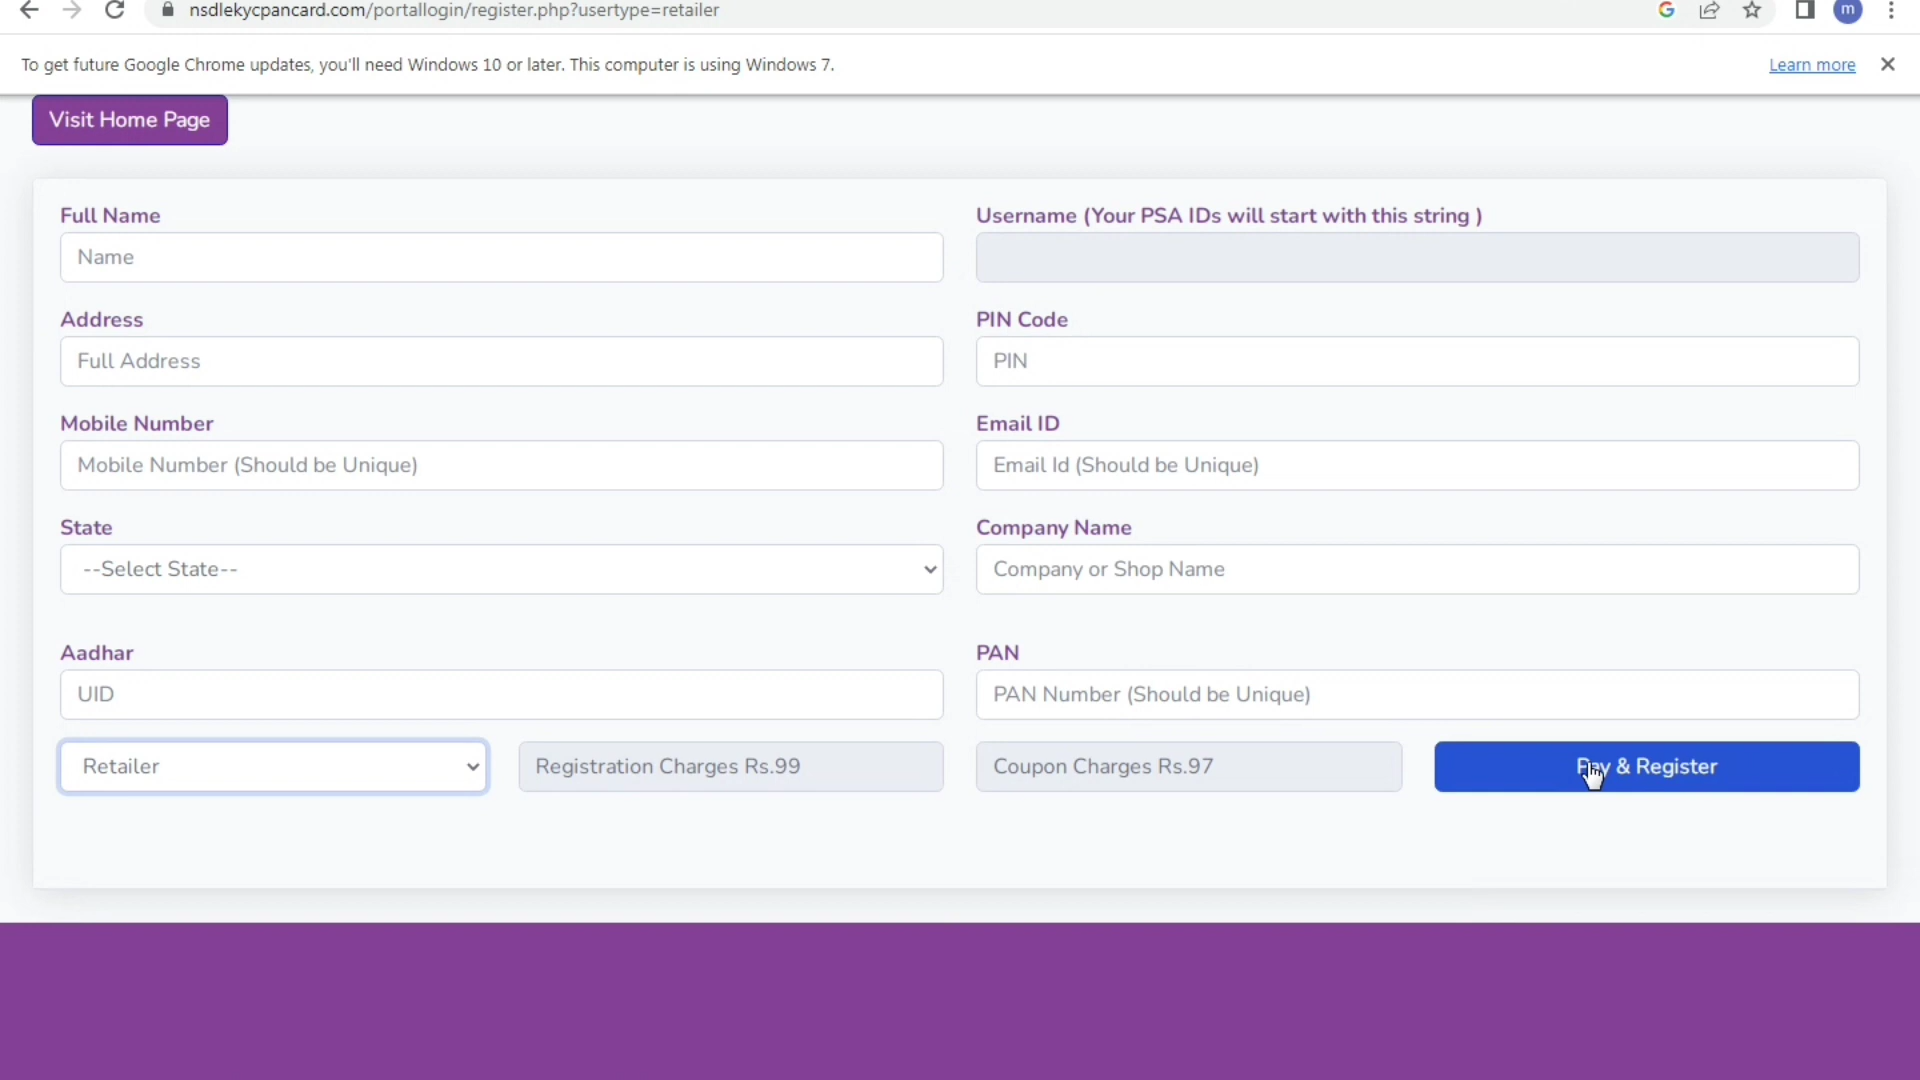 nsdlekycpancard.com/portallogin/register.php?usertype=retailer
m
To get future Google Chrome updates, you'll need Windows 10 or later. This computer is using Windows 7.
Learn more
Visit Home Page
Full Name
Username (Your PSA IDs will start with this string )
Name
Address
PIN Code
Full Address
PIN
Mobile Number
Email ID
Mobile Number (Should be Unique)
Email Id (Should be Unique)
State
Company Name
--Select State--
Company or Shop Name
Aadhar
PAN
UID
PAN Number (Should be Unique)
Retailer
Registration Charges Rs.99
Coupon Charges Rs.97
Pay & Register